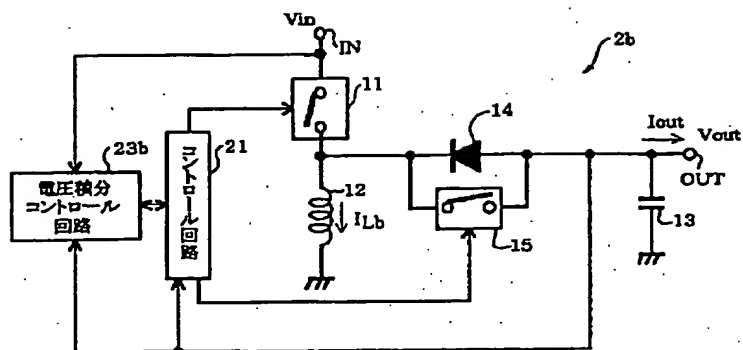 Vin
IN
2b
11
14
Iout
Vout
23b
21
OUT
電圧積分
コントロール
回路
コントロール回路
12
ILb
13
15